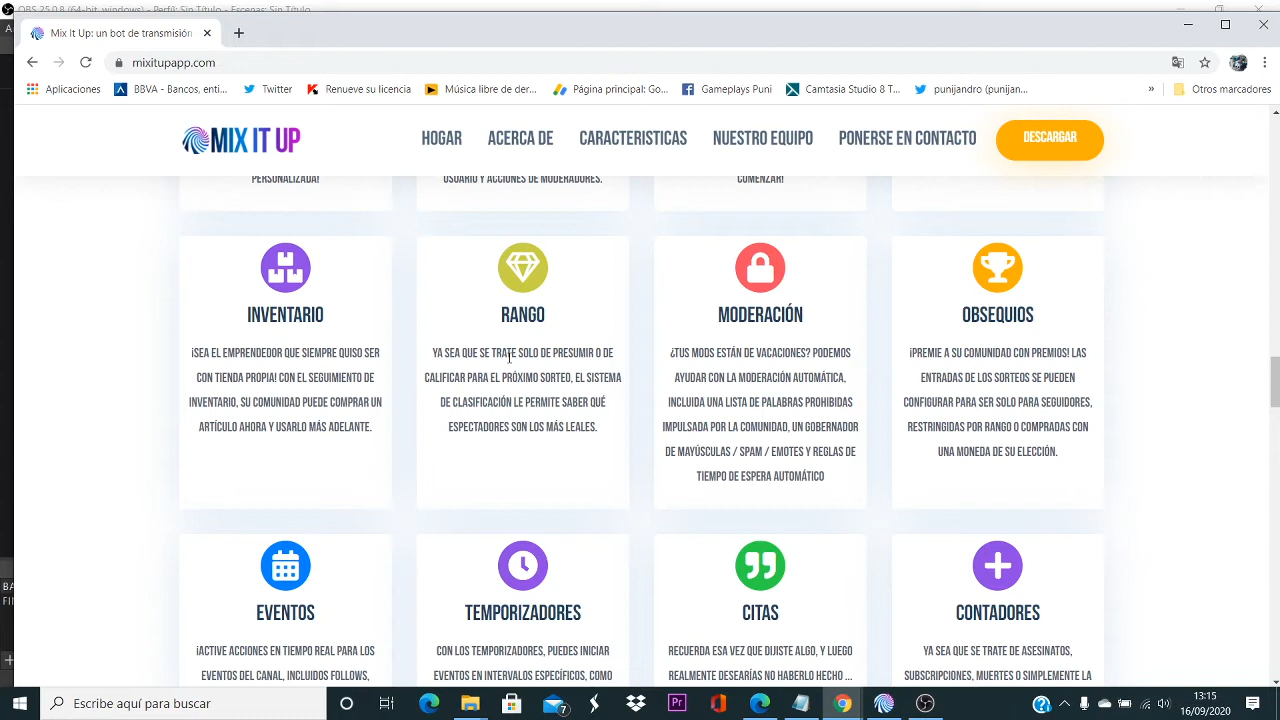 OBS 25.0.8 (64-bit, windows) - Perfil: Sin Título - Escenas: Sin Título
Mix It Up: un bot de transmisión
mixitupapp.com
Aplicaciones
BBVA - Bancos, enti...
Twitter
Renueve su licencia
Música libre de der...
Página principal: Go...
Gameplays Puni
Camtasia Studio 8 T...
punijandro (punijan...
»
Otros marcadores
MIX IT UP
HOGAR
ACERCA DE
CARACTERISTICAS
NUESTRO EQUIPO
PONERSE EN CONTACTO
DESCARGAR
PERSONALIZADA!
USUARIO Y ACCIONES DE MODERADORES.
COMENZAR!
INVENTARIO
¡SEA EL EMPRENDEDOR QUE SIEMPRE QUISO SER
CON TIENDA PROPIA! CON EL SEGUIMIENTO DE
INVENTARIO, SU COMUNIDAD PUEDE COMPRAR UN
ARTÍCULO AHORA Y USARLO MÁS ADELANTE.
RANGO
YA SEA QUE SE TRATE SOLO DE PRESUMIR O DE
CALIFICAR PARA EL PRÓXIMO SORTEO, EL SISTEMA
DE CLASIFICACIÓN LE PERMITE SABER QUÉ
ESPECTADORES SON LOS MÁS LEALES.
MODERACIÓN
¿TUS MODS ESTÁN DE VACACIONES? PODEMOS
AYUDAR CON LA MODERACIÓN AUTOMÁTICA,
INCLUIDA UNA LISTA DE PALABRAS PROHIBIDAS
IMPULSADA POR LA COMUNIDAD, UN GOBERNADOR
DE MAYÚSCULAS / SPAM / EMOTES Y REGLAS DE
TIEMPO DE ESPERA AUTOMÁTICO
OBSEQUIOS
¡PREMIE A SU COMUNIDAD CON PREMIOS! LAS
ENTRADAS DE LOS SORTEOS SE PUEDEN
CONFIGURAR PARA SER SOLO PARA SEGUIDORES,
RESTRINGIDAS POR RANGO O COMPRADAS CON
UNA MONEDA DE SU ELECCIÓN.
EVENTOS
¡ACTIVE ACCIONES EN TIEMPO REAL PARA LOS
EVENTOS DEL CANAL, INCLUIDOS FOLLOWS,
TEMPORIZADORES
CON LOS TEMPORIZADORES, PUEDES INICIAR
EVENTOS EN INTERVALOS ESPECÍFICOS, COMO
CITAS
RECUERDA ESA VEZ QUE DIJISTE ALGO, Y LUEGO
REALMENTE DESEARÍAS NO HABERLO HECHO ...
CONTADORES
YA SEA QUE SE TRATE DE ASESINATOS,
SUBSCRIPCIONES, MUERTES O SIMPLEMENTE LA
Escribe aquí para buscar
7
Pr
13:15
16/09/2020